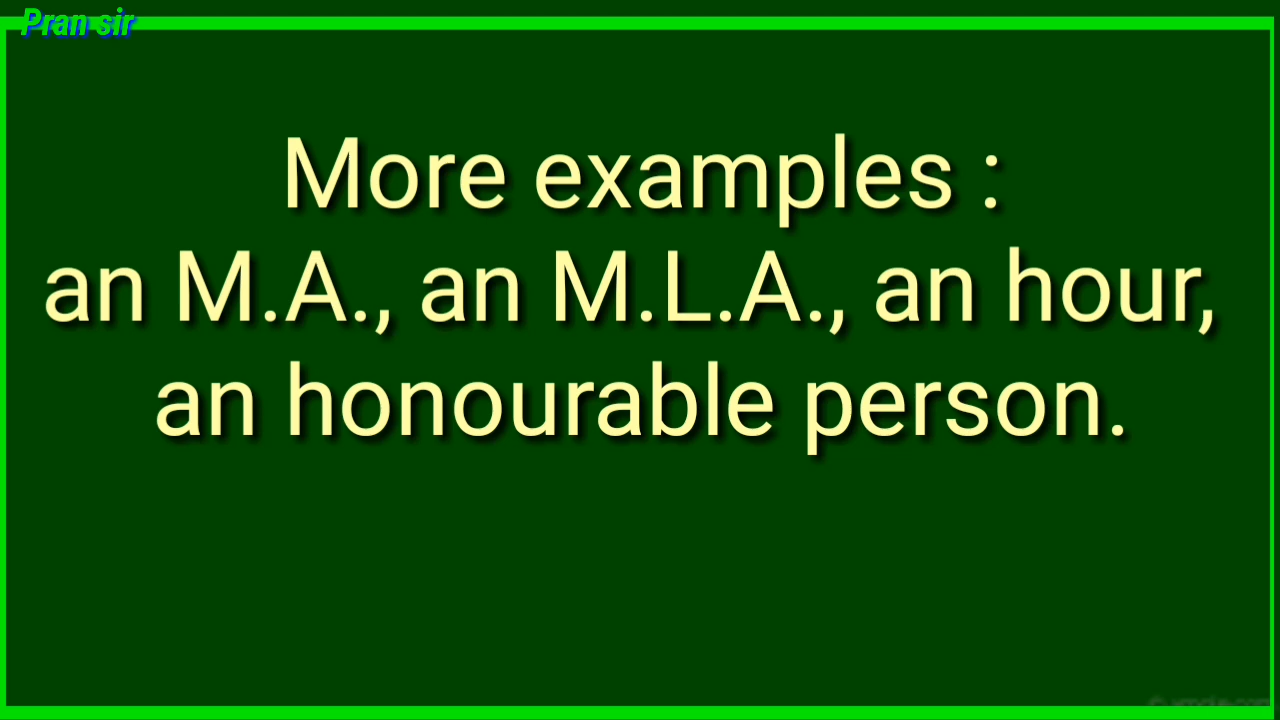 Pran sir
More examples :
an M.A., an M.L.A., an hour,
an honourable person.